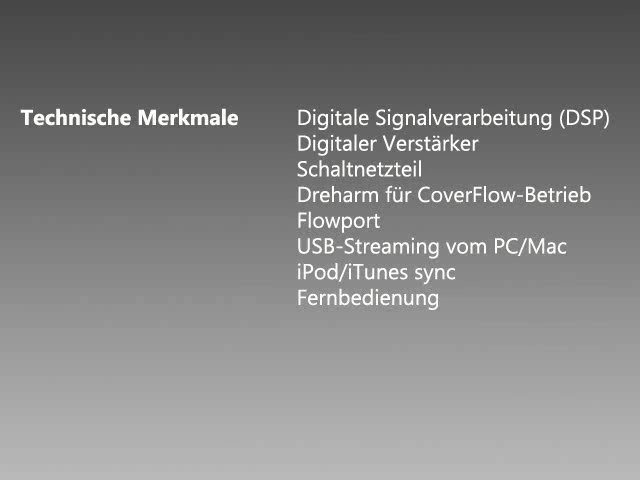 Technische Merkmale
Digitale Signalverarbeitung (DSP)
Digitaler Verstärker
Schaltnetzteil
Dreharm für CoverFlow-Betrieb
Flowport
USB-Streaming vom PC/Mac
iPod/iTunes sync
Fernbedienung